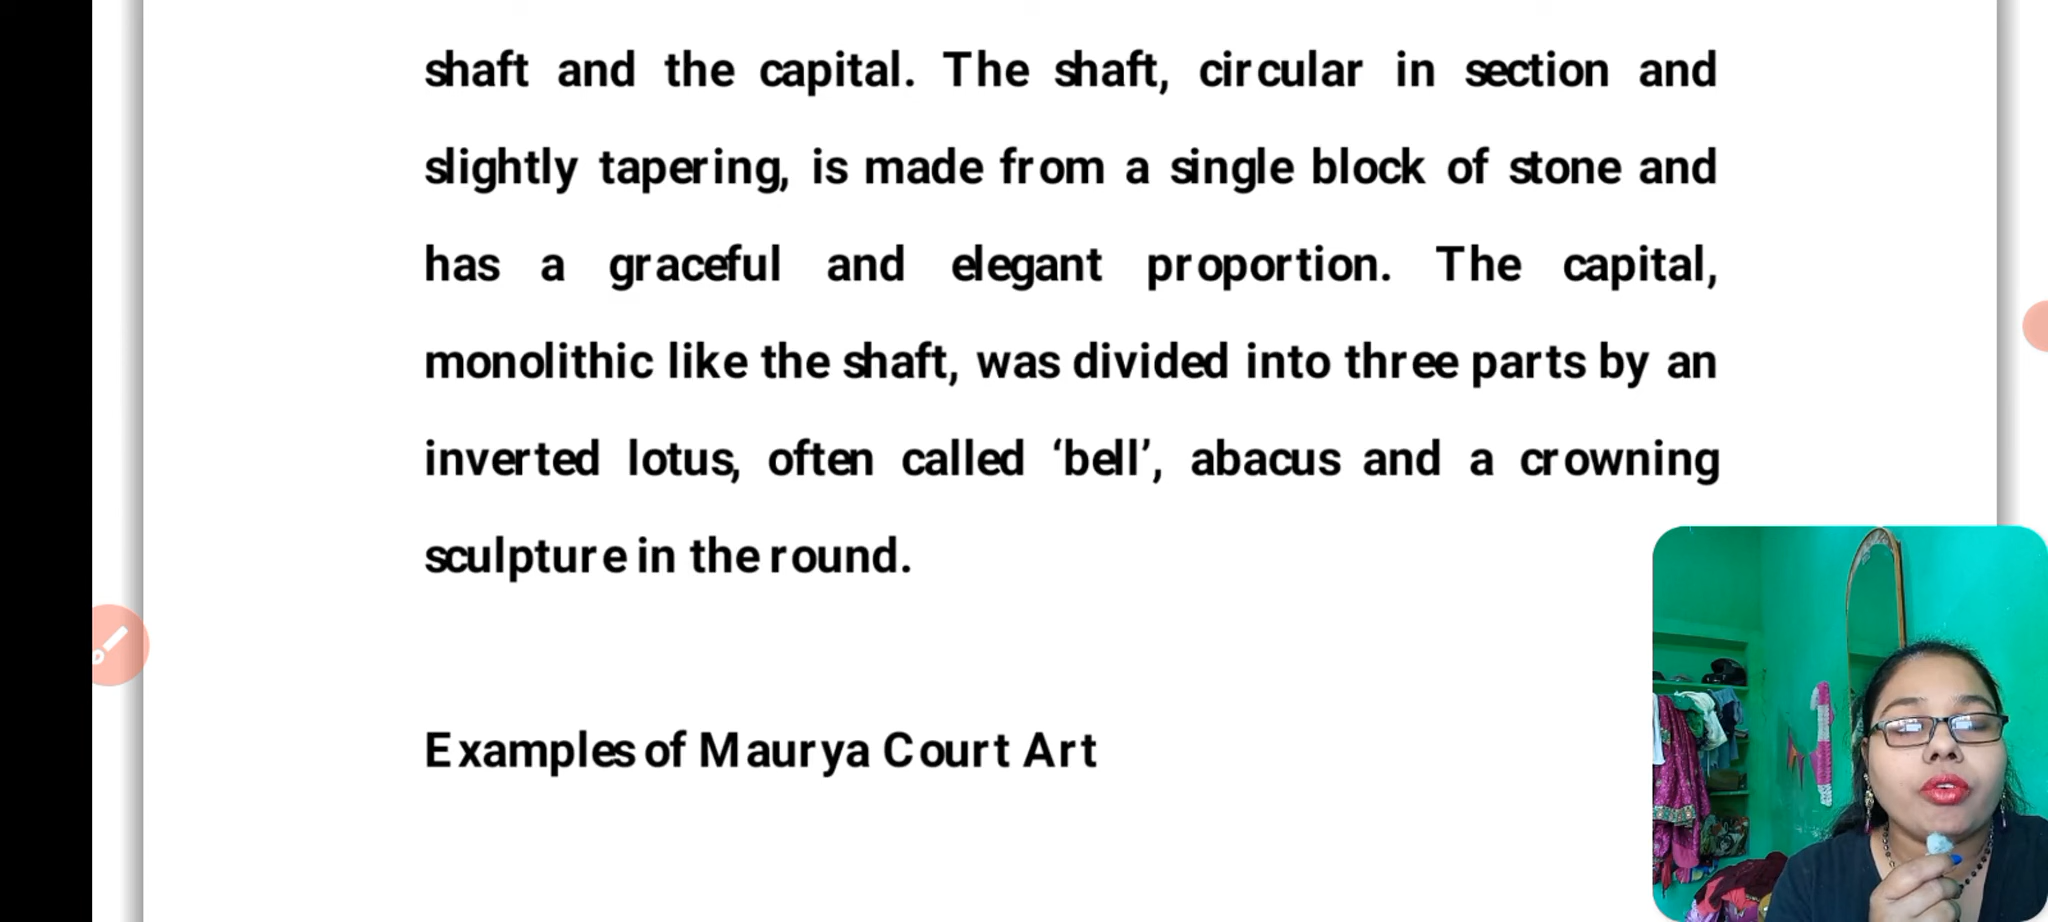 shaft and the capital. The shaft, circular in section and
slightly tapering, is made from a single block of stone and
has a graceful and elegant proportion. The capital,
monolithic like the shaft, was divided into three parts by an
inverted lotus, often called ‘bell’, abacus and a crowning
sculpture in the round.
Examples of Maurya Court Art